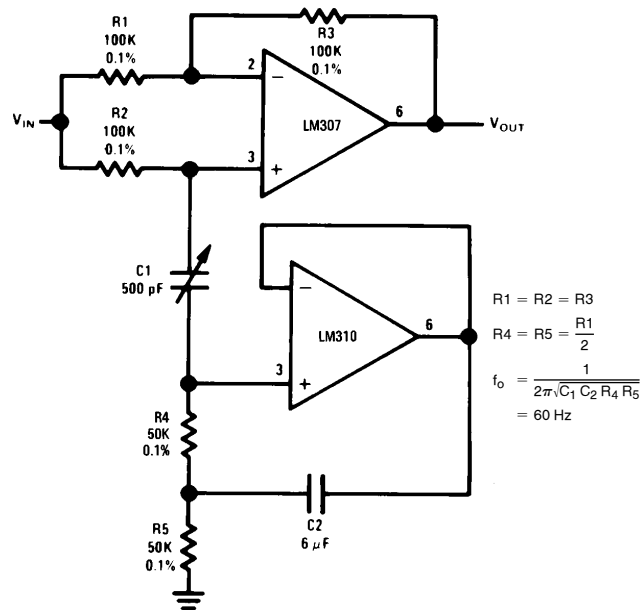 R1
100K
0.1%
R3
100K
0.1%
2
−
V_IN
R2
100K
0.1%
LM307
6
V_OUT
3
+
C1
500 pF
−
LM310
6
3
+
R1 = R2 = R3
R4 = R5 = R1/2
f_o = 1/(2π√C₁ C₂ R₄ R₅)
= 60 Hz
R4
50K
0.1%
C2
6 μF
R5
50K
0.1%